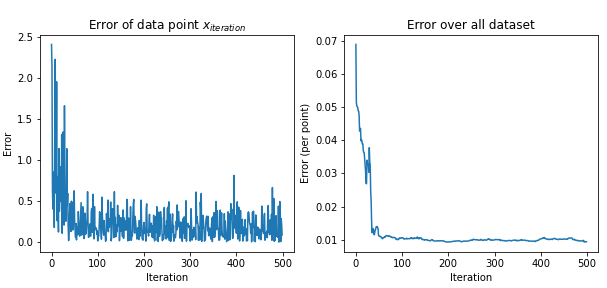 Error of data point x_iteration
Error
2.5
2.0
1.5
1.0
0.5
0.0
0 100 200 300 400 500
Iteration
Error over all dataset
Error (per point)
0.07
0.06
0.05
0.04
0.03
0.02
0.01
0 100 200 300 400 500
Iteration